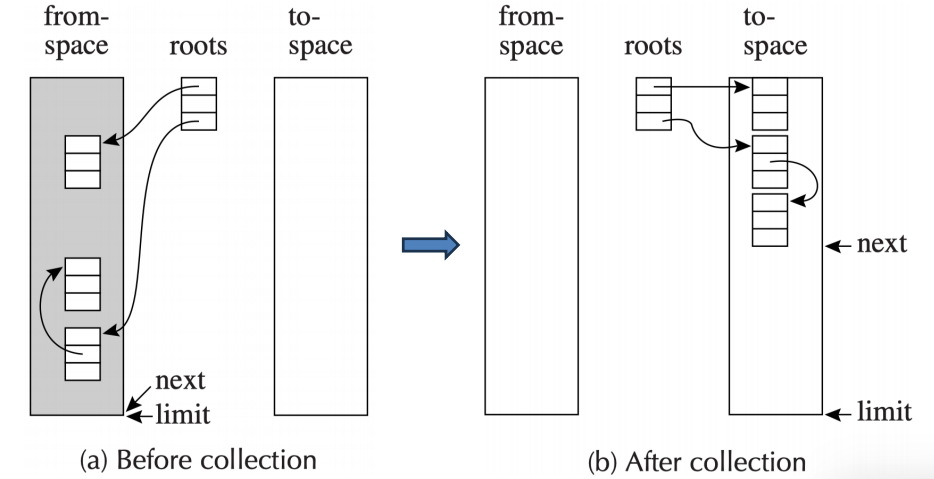 from-
space
roots
to-
space
next
limit
(a) Before collection
from-
space
roots
to-
space
next
limit
(b) After collection